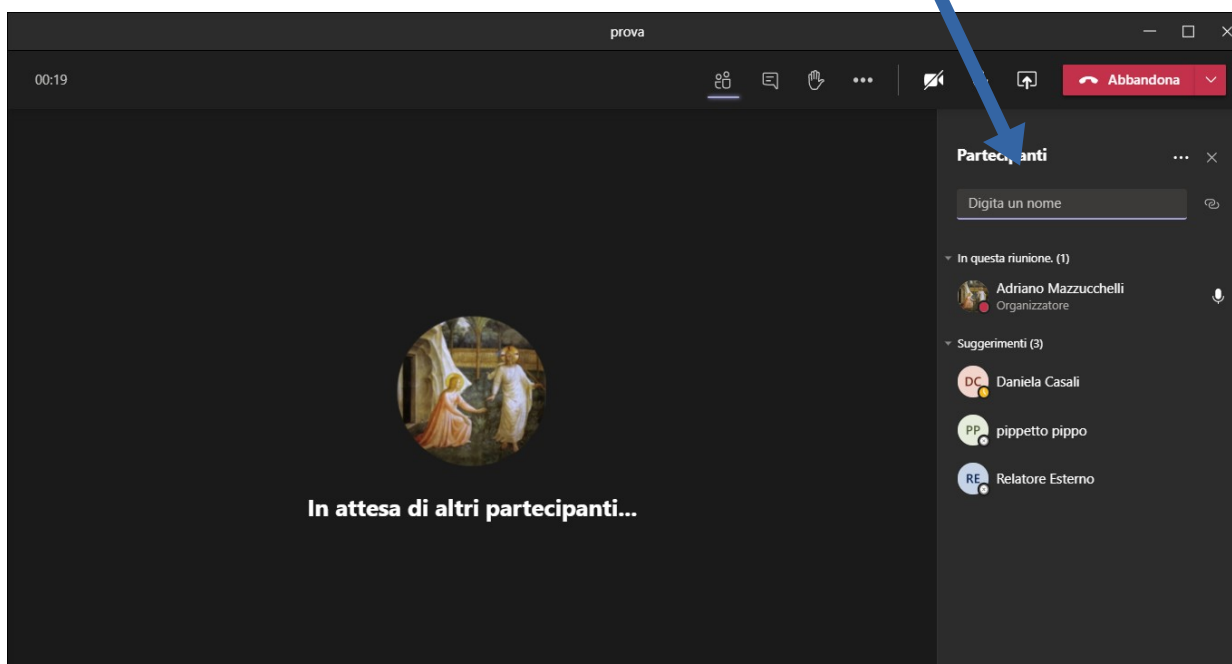 prova
00:19
Abbandona
Partecipanti
Digita un nome
In questa riunione. (1)
Adriano Mazzucchelli
Organizzatore
Suggerimenti (3)
DC
Daniela Casali
PP
pippetto pippo
RE
Relatore Esterno
In attesa di altri partecipanti...